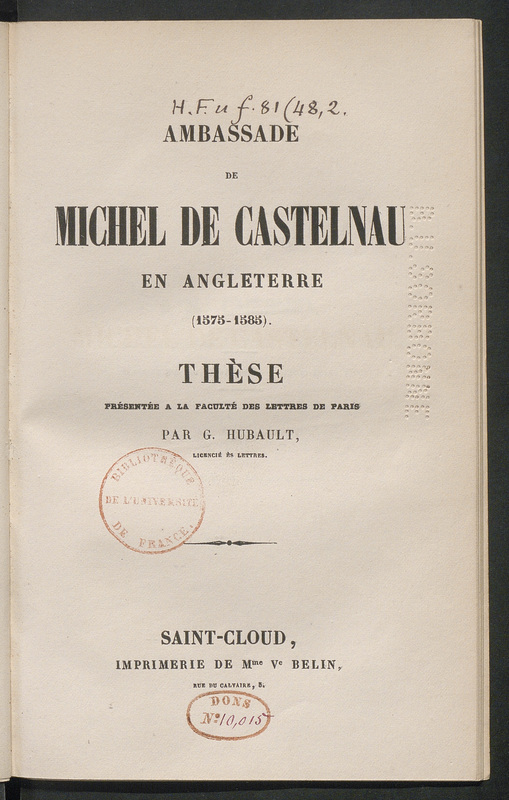 H.F. u f. 81 (48, 2.
AMBASSADE
DE
MICHEL DE CASTELNAU
EN ANGLETERRE
(1575-1585).
THÈSE
PRÉSENTÉE A LA FACULTÉ DES LETTRES DE PARIS
PAR G. HUBAULT,
LICENCIÉ ÈS LETTRES.
BIBLIOTHÈQUE
DE L'UNIVERSITÉ
DE FRANCE.
SAINT-CLOUD,
IMPRIMERIE DE Mme Ve BELIN,
RUE DU CALVAIRE, 8.
DONS
No 10,015